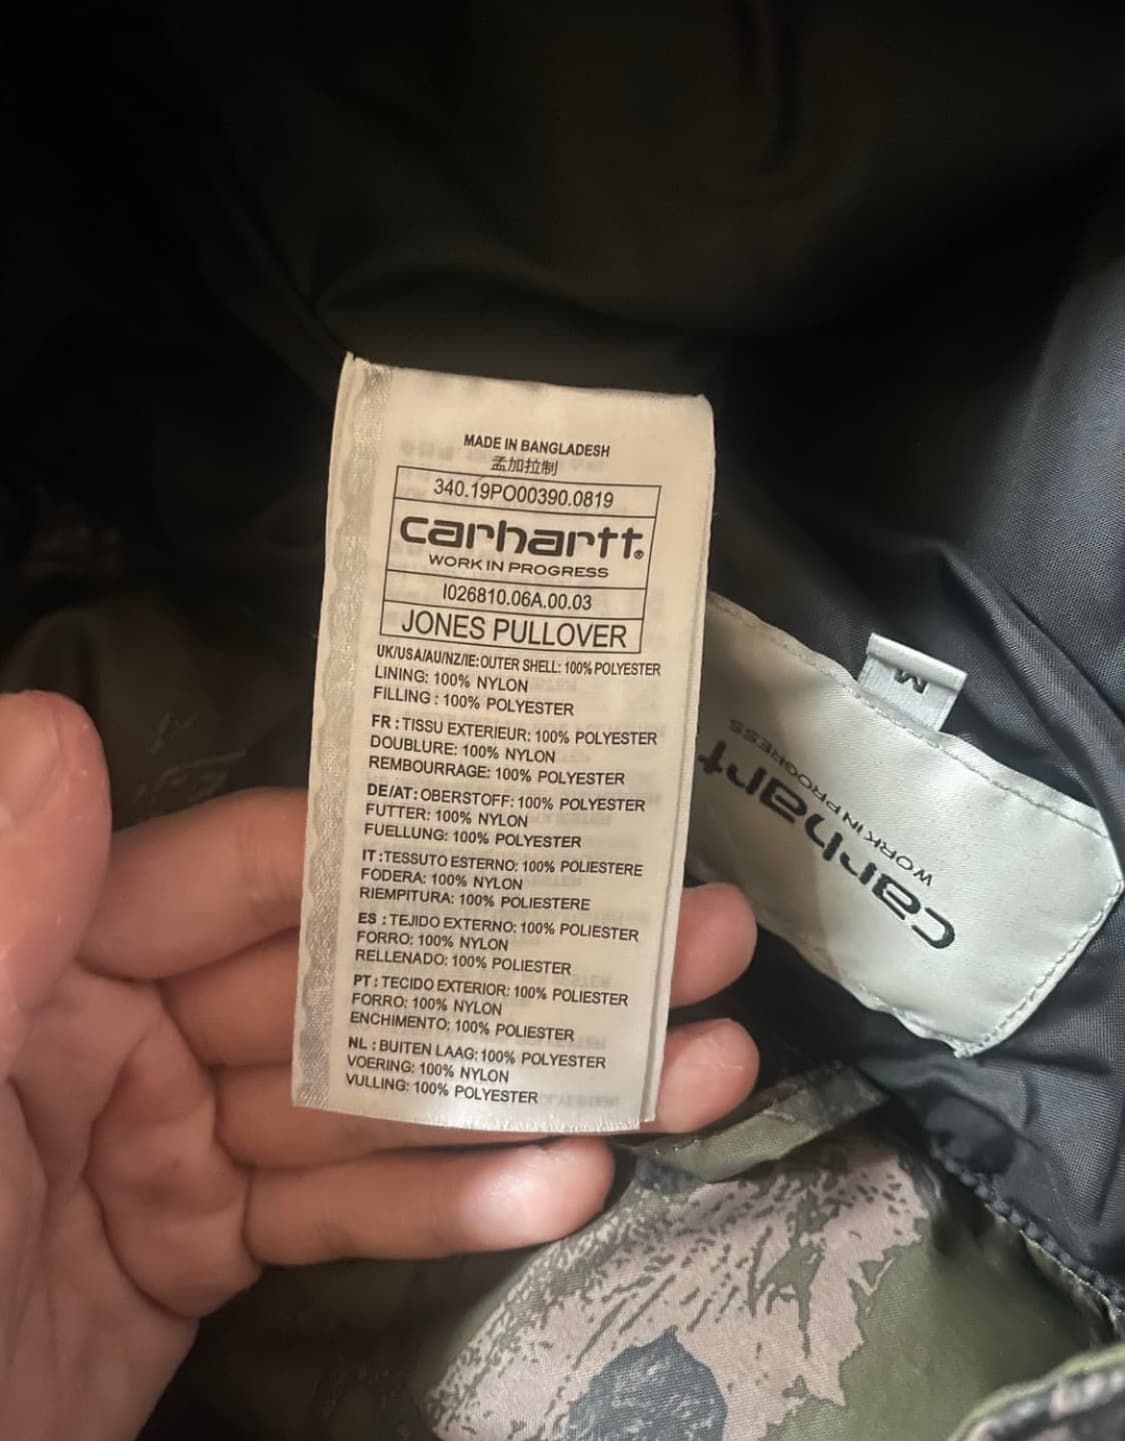 MADE IN BANGLADESH
孟加拉制
340.19PO00390.0819
carhartt®
WORK IN PROGRESS
I026810.06A.00.03
JONES PULLOVER
UK/USA/AU/NZ/IE: OUTER SHELL: 100% POLYESTER
LINING: 100% NYLON
FILLING : 100% POLYESTER
FR : TISSU EXTERIEUR: 100% POLYESTER
DOUBLURE: 100% NYLON
REMBOURRAGE: 100% POLYESTER
DE/AT: OBERSTOFF: 100% POLYESTER
FUTTER: 100% NYLON
FUELLUNG: 100% POLYESTER
IT :TESSUTO ESTERNO: 100% POLIESTERE
FODERA: 100% NYLON
RIEMPITURA: 100% POLIESTERE
ES : TEJIDO EXTERNO: 100% POLIESTER
FORRO: 100% NYLON
RELLENADO: 100% POLIESTER
PT : TECIDO EXTERIOR: 100% POLIESTER
FORRO: 100% NYLON
ENCHIMENTO: 100% POLIESTER
NL : BUITEN LAAG: 100% POLYESTER
VOERING: 100% NYLON
VULLING: 100% POLYESTER
M
carhartt
WORK IN PROGRESS